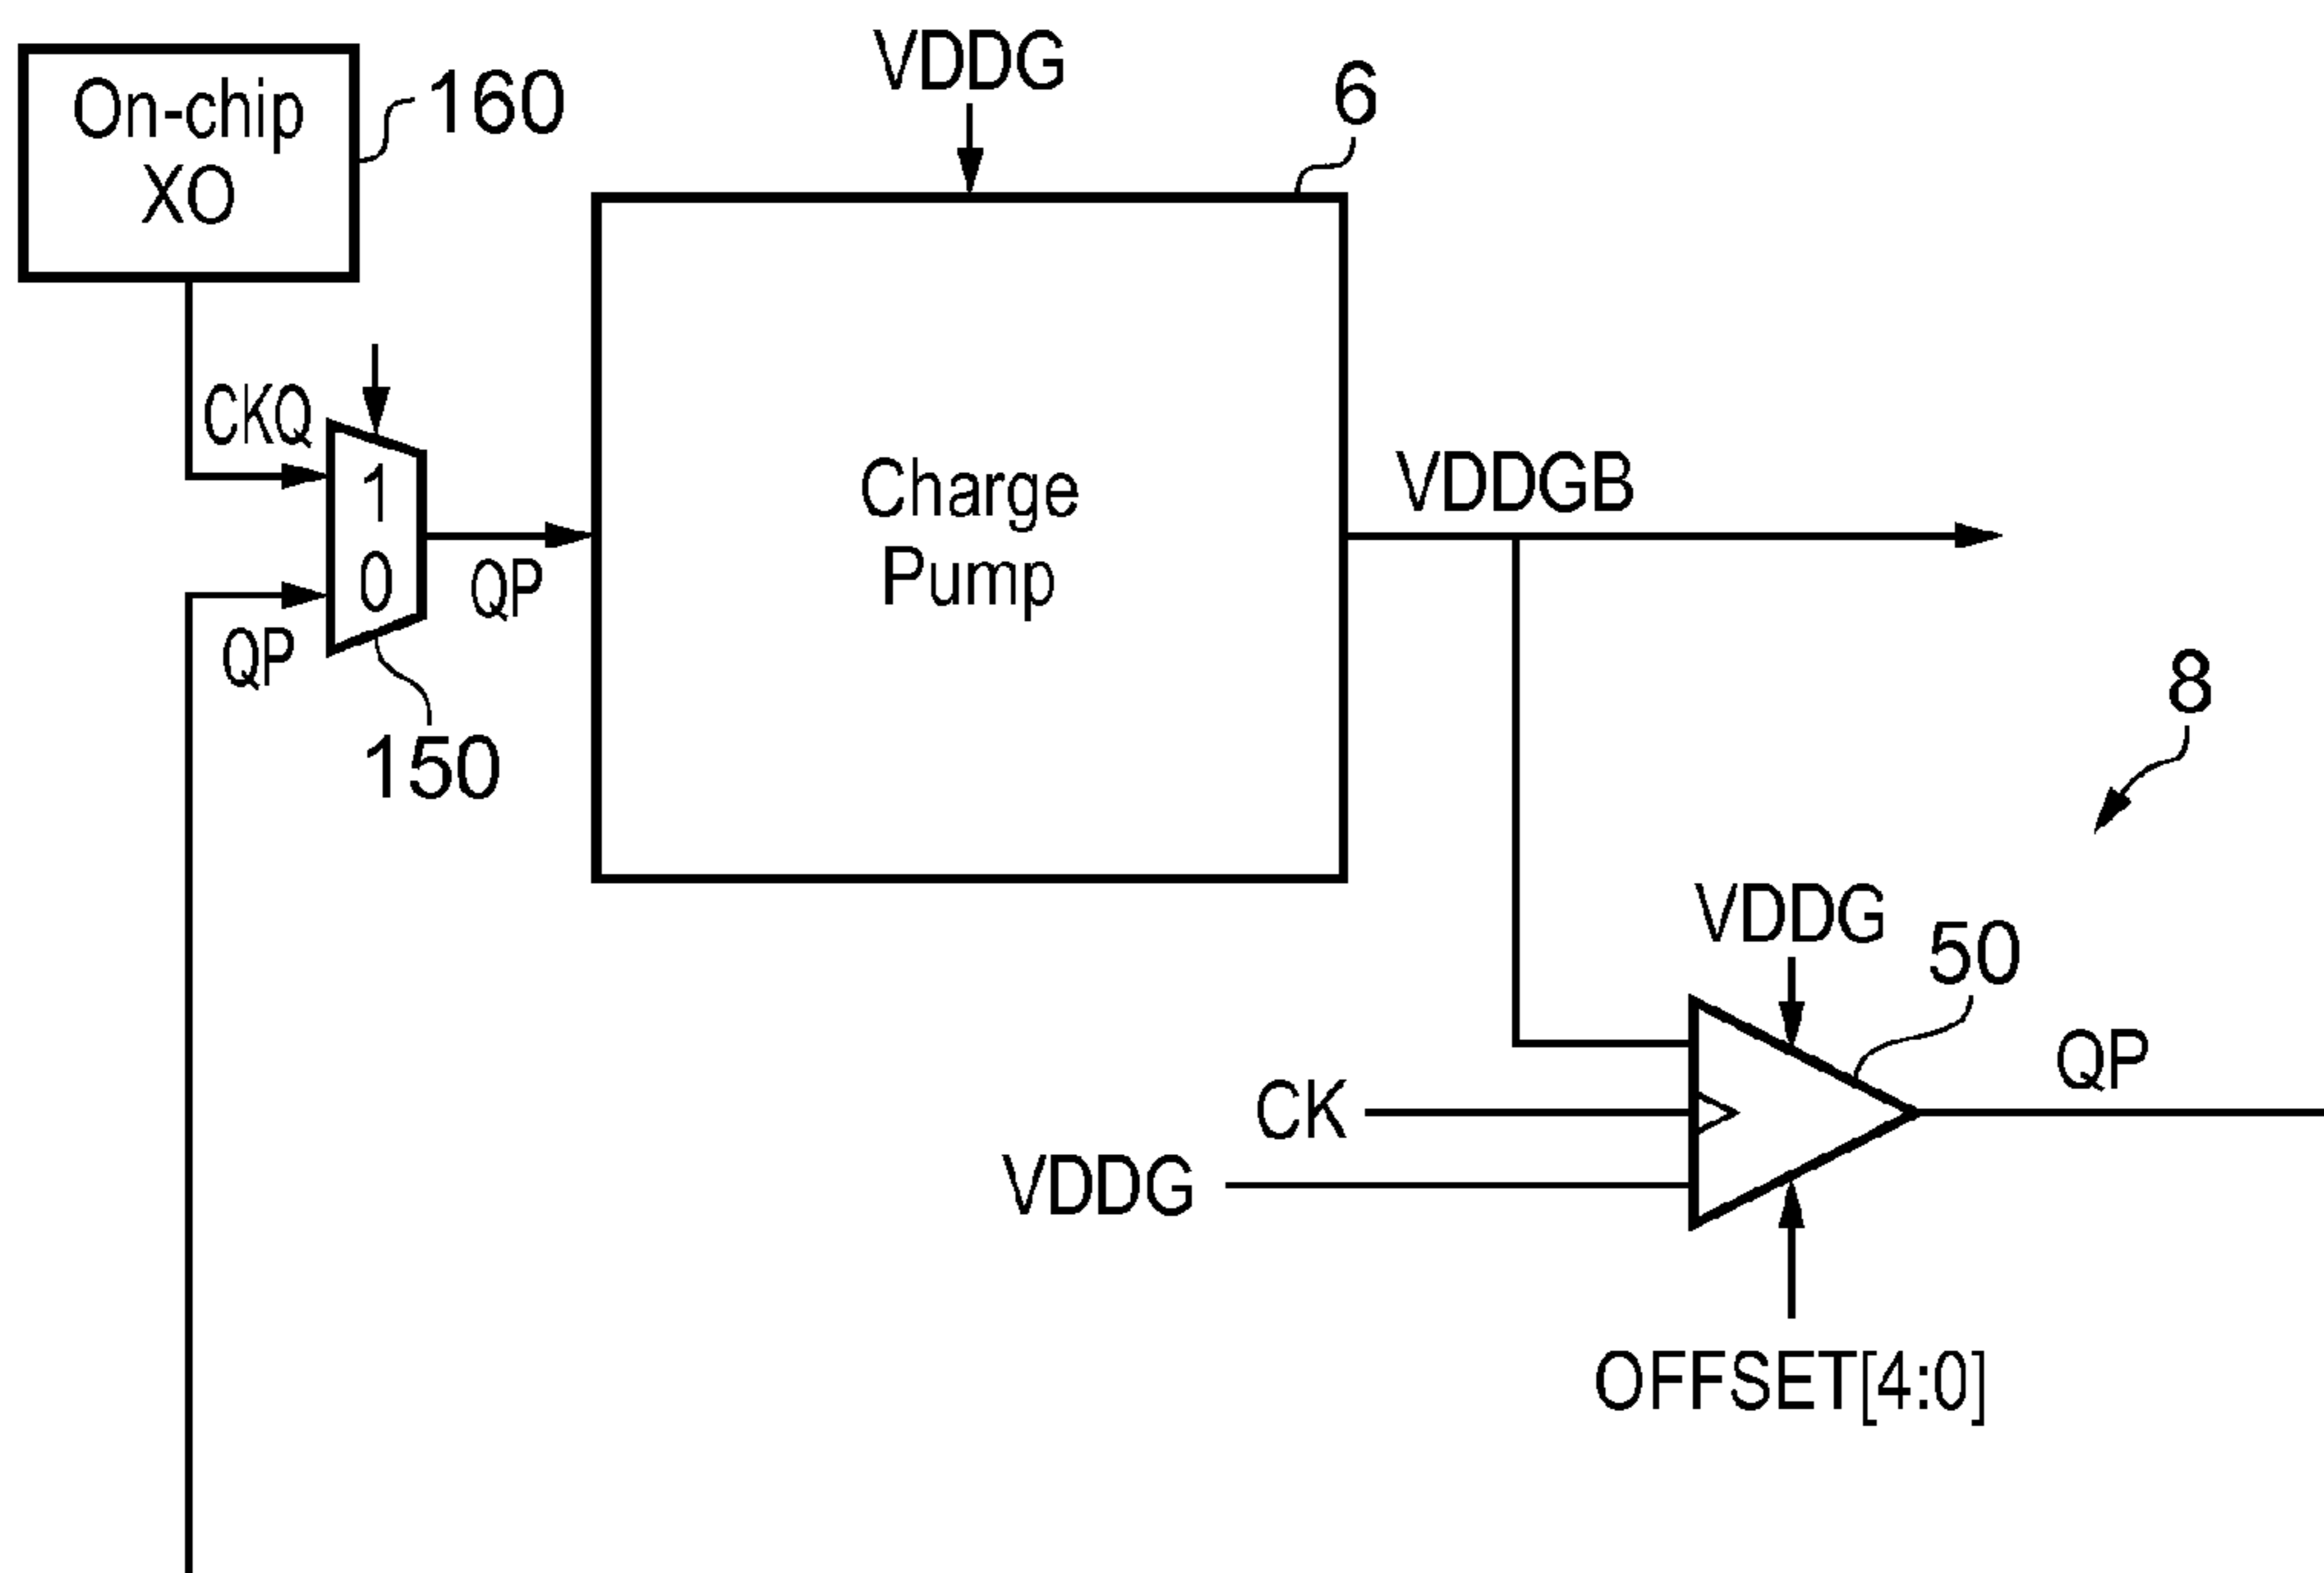 On-chip
XO
160
VDDG
6
CKQ
1
0
QP
QP
150
Charge
Pump
VDDGB
8
VDDG
50
QP
CK
VDDG
OFFSET[4:0]